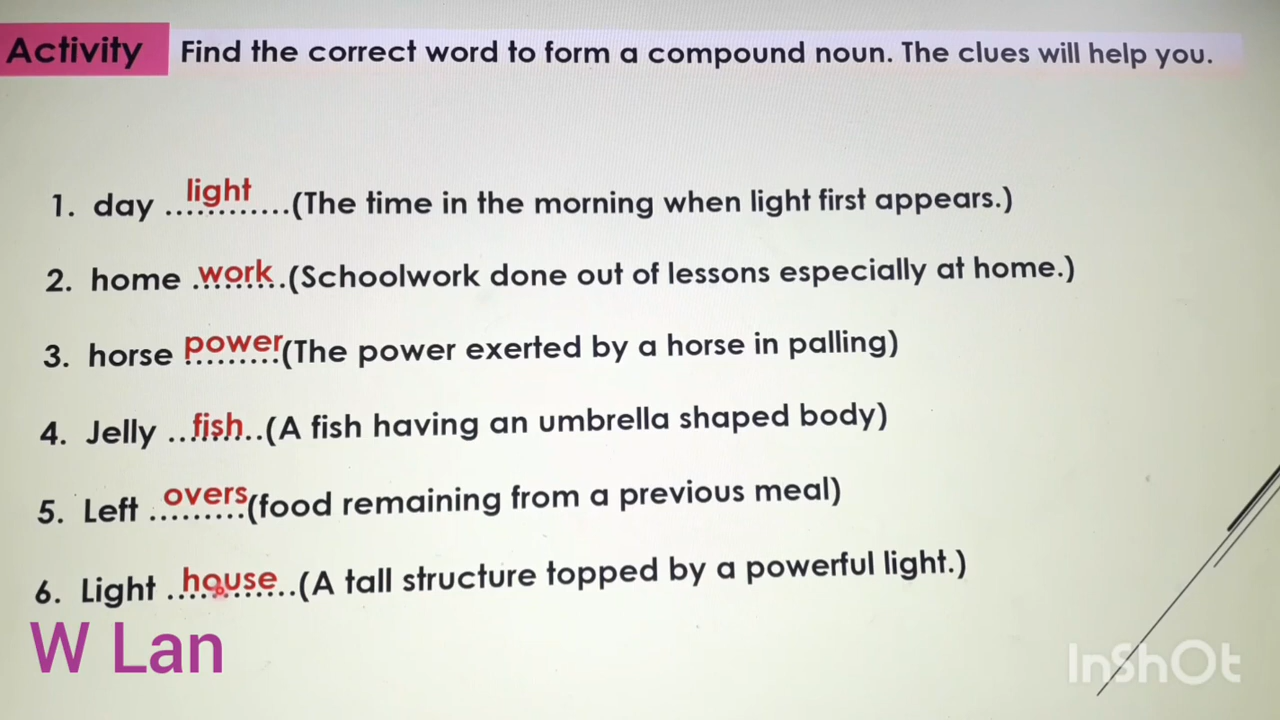 Activity Find the correct word to form a compound noun. The clues will help you.
1. day ...light......(The time in the morning when light first appears.)
2. home .work.(Schoolwork done out of lessons especially at home.)
3. horse power(The power exerted by a horse in palling)
4. Jelly ..fish..(A fish having an umbrella shaped body)
5. Left overs(food remaining from a previous meal)
6. Light ..house..(A tall structure topped by a powerful light.)
W Lan
InShOt